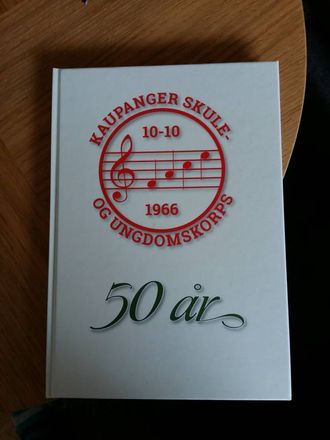 KAUPANGER SKULE-
10-10
1966
OG UNGDOMSKORPS
50 år